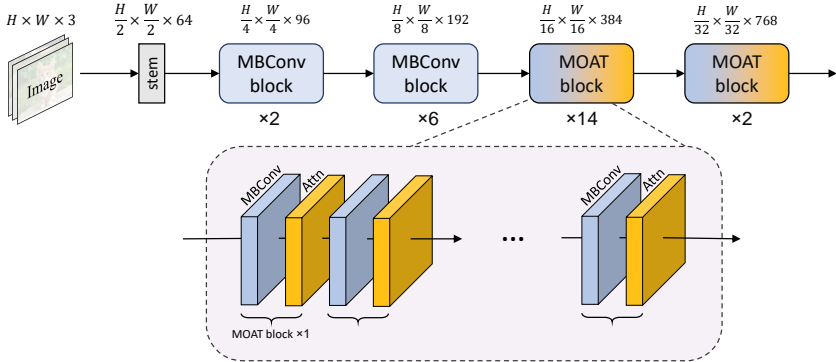 H × W × 3
H/2 × W/2 × 64
H/4 × W/4 × 96
H/8 × W/8 × 192
H/16 × W/16 × 384
H/32 × W/32 × 768
Image
stem
MBConv
block
×2
MBConv
block
×6
MOAT
block
×14
MOAT
block
×2
MBConv
Attn
...
MBConv
Attn
MOAT block ×1